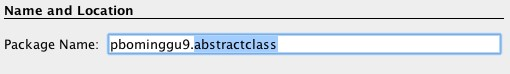 Name and Location
Package Name: pbominggu9.abstractclass